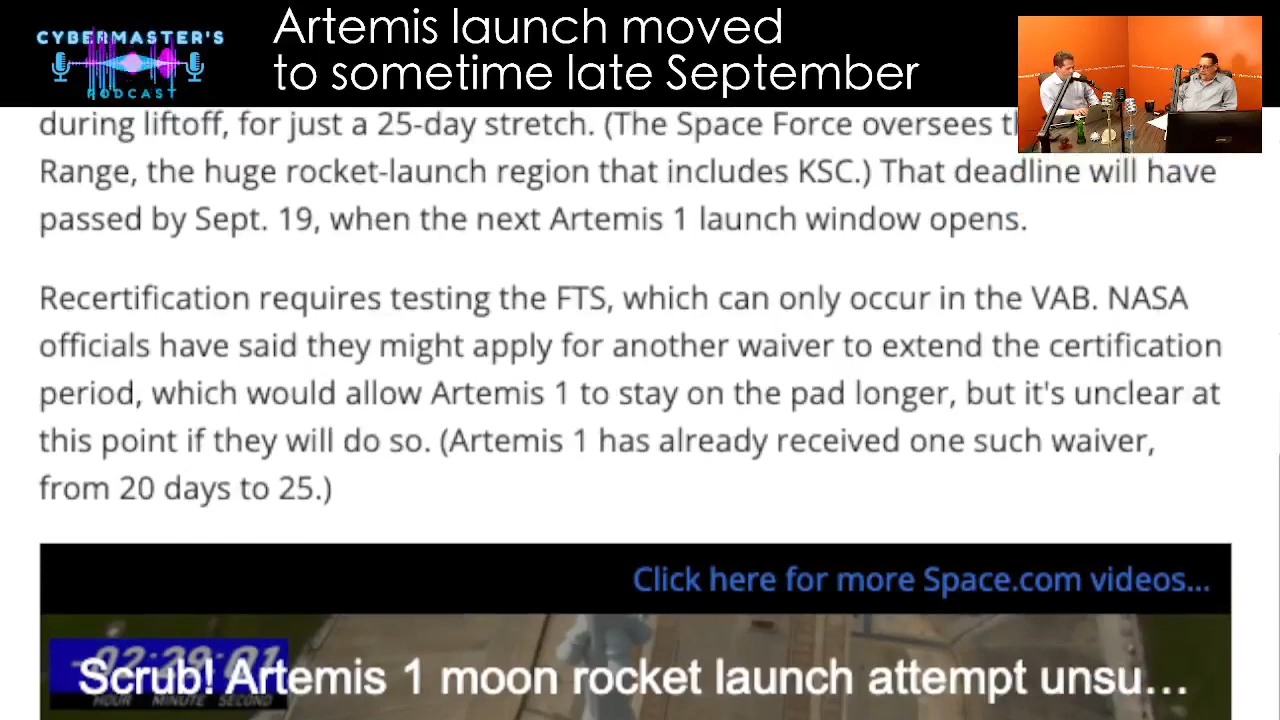 CYBERMASTER'S
PODCAST
Artemis launch moved
to sometime late September
during liftoff, for just a 25-day stretch. (The Space Force oversees
Range, the huge rocket-launch region that includes KSC.) That deadline will have
passed by Sept. 19, when the next Artemis 1 launch window opens.
Recertification requires testing the FTS, which can only occur in the VAB. NASA
officials have said they might apply for another waiver to extend the certification
period, which would allow Artemis 1 to stay on the pad longer, but it's unclear at
this point if they will do so. (Artemis 1 has already received one such waiver,
from 20 days to 25.)
Click here for more Space.com videos...
Scrub! Artemis 1 moon rocket launch attempt unsu...
HOUR MINUTE SECOND